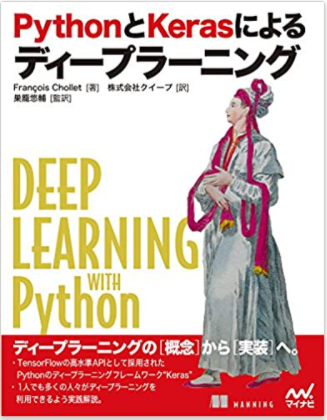 PythonとKerasによる
ディープラーニング
François Chollet [著] 株式会社クイープ [訳]
巣籠悠輔 [監訳]
DEEP
LEARNING
WITH
Python
ディープラーニングの[概念]から[実装]へ。
・TensorFlowの高水準APIとして採用された
Pythonのディープラーニングフレームワーク“Keras”
・1人でも多くの人々がディープラーニングを
利用できるよう実践解説。
MANNING
マイナビ